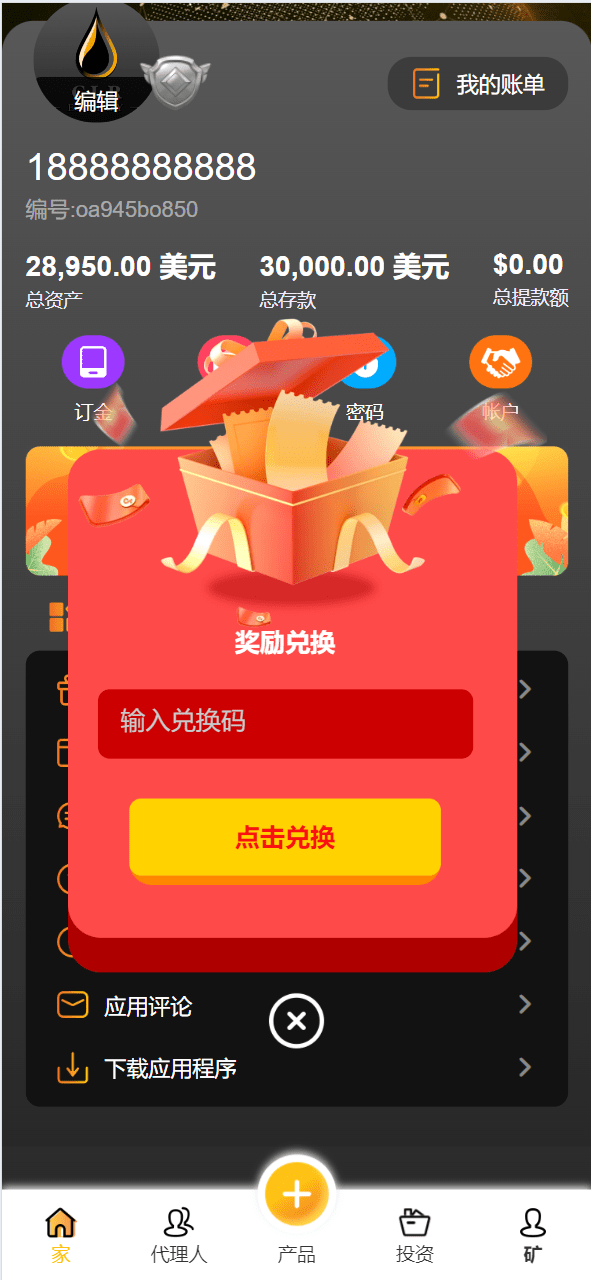 编辑
我的账单
18888888888
编号:oa945bo850
28,950.00 美元
30,000.00 美元
$0.00
总资产
总存款
总提款额
订金
密码
帐户
奖励兑换
输入兑换码
点击兑换
应用评论
下载应用程序
家
代理人
产品
投资
矿